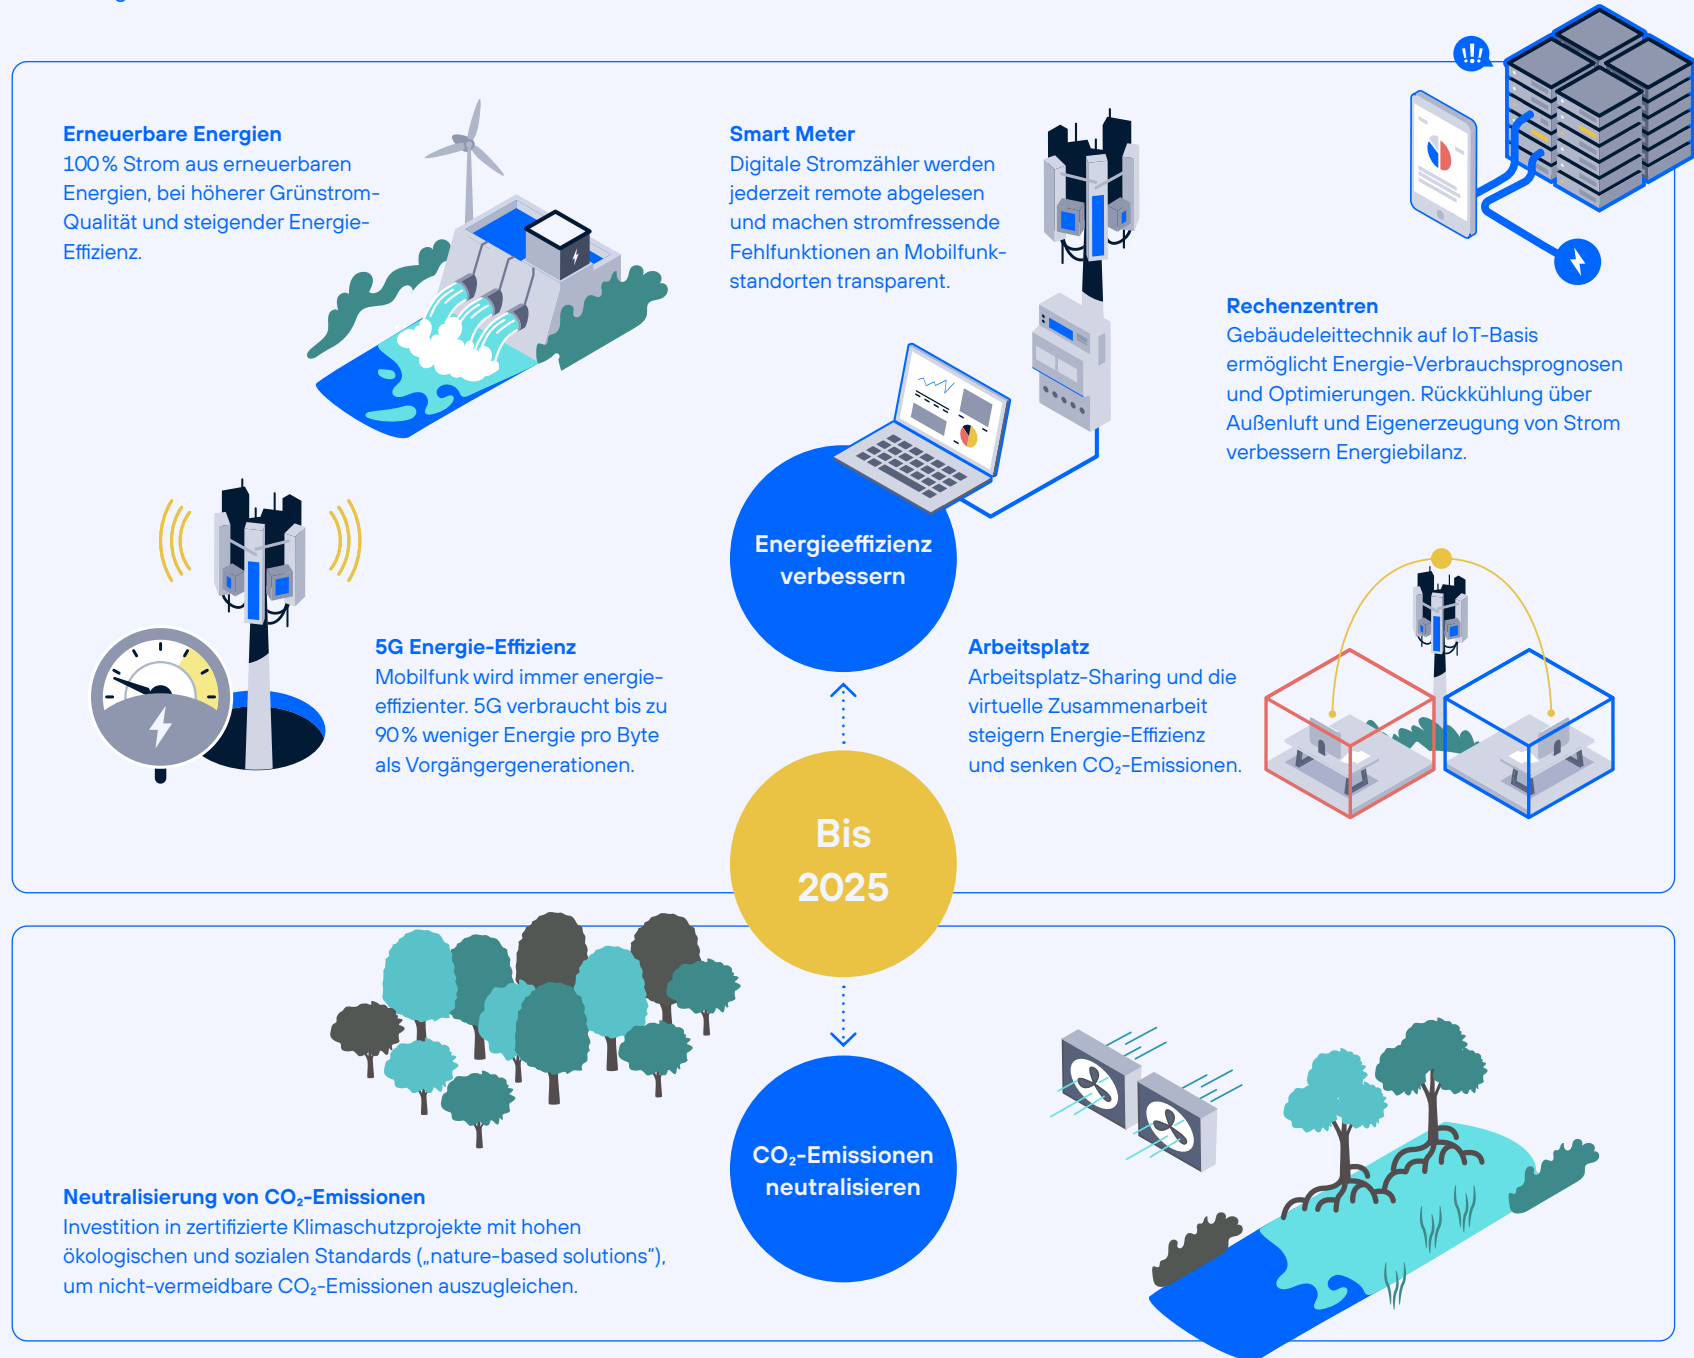 Erneuerbare Energien
100 % Strom aus erneuerbaren
Energien, bei höherer Grünstrom-
Qualität und steigender Energie-
Effizienz.
Smart Meter
Digitale Stromzähler werden
jederzeit remote abgelesen
und machen stromfressende
Fehlfunktionen an Mobilfunk-
standorten transparent.
!!!
Rechenzentren
Gebäudeleittechnik auf IoT-Basis
ermöglicht Energie-Verbrauchsprognosen
und Optimierungen. Rückkühlung über
Außenluft und Eigenerzeugung von Strom
verbessern Energiebilanz.
Energieeffizienz
verbessern
5G Energie-Effizienz
Mobilfunk wird immer energie-
effizienter. 5G verbraucht bis zu
90 % weniger Energie pro Byte
als Vorgängergenerationen.
Arbeitsplatz
Arbeitsplatz-Sharing und die
virtuelle Zusammenarbeit
steigern Energie-Effizienz
und senken CO₂-Emissionen.
Bis
2025
CO₂-Emissionen
neutralisieren
Neutralisierung von CO₂-Emissionen
Investition in zertifizierte Klimaschutzprojekte mit hohen
ökologischen und sozialen Standards („nature-based solutions“),
um nicht-vermeidbare CO₂-Emissionen auszugleichen.